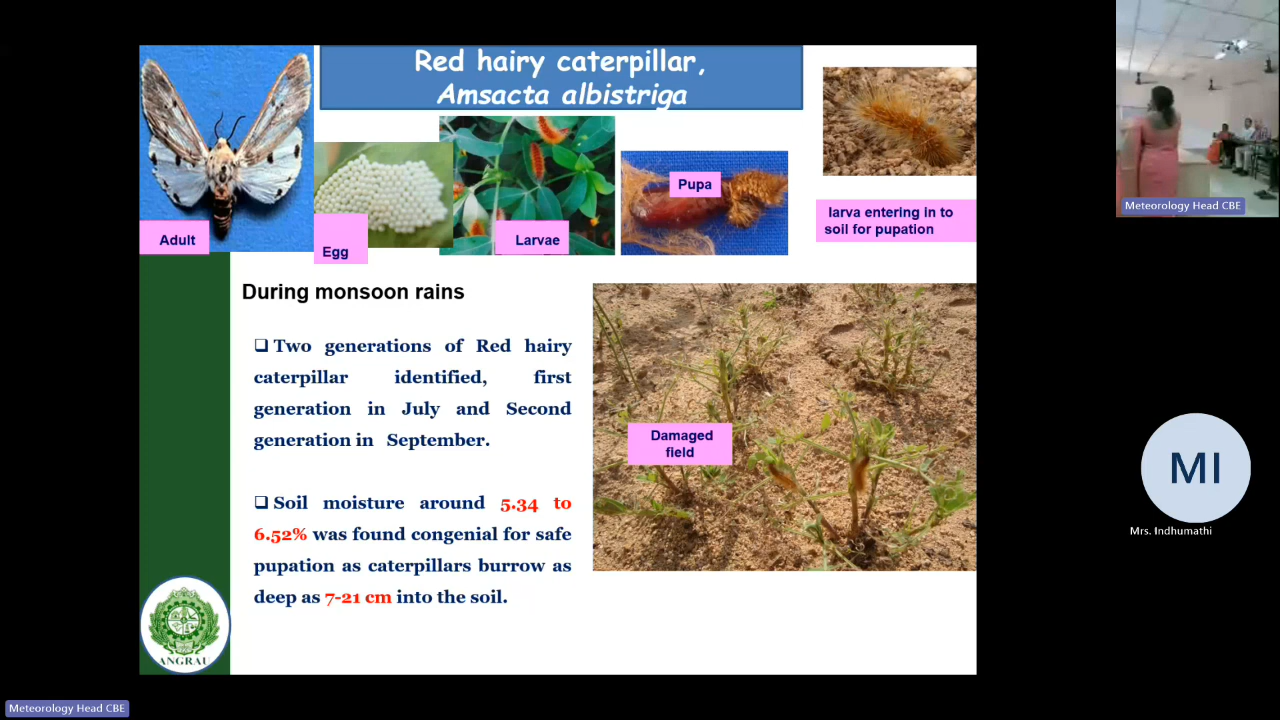 Red hairy caterpillar,
Amsacta albistriga
Adult
Egg
Larvae
Pupa
larva entering in to
soil for pupation
During monsoon rains
❑ Two generations of Red hairy
caterpillar identified, first
generation in July and Second
generation in September.
❑ Soil moisture around 5.34 to
6.52% was found congenial for safe
pupation as caterpillars burrow as
deep as 7-21 cm into the soil.
Damaged
field
ANGRAU
Meteorology Head CBE
MI
Mrs. Indhumathi
Meteorology Head CBE